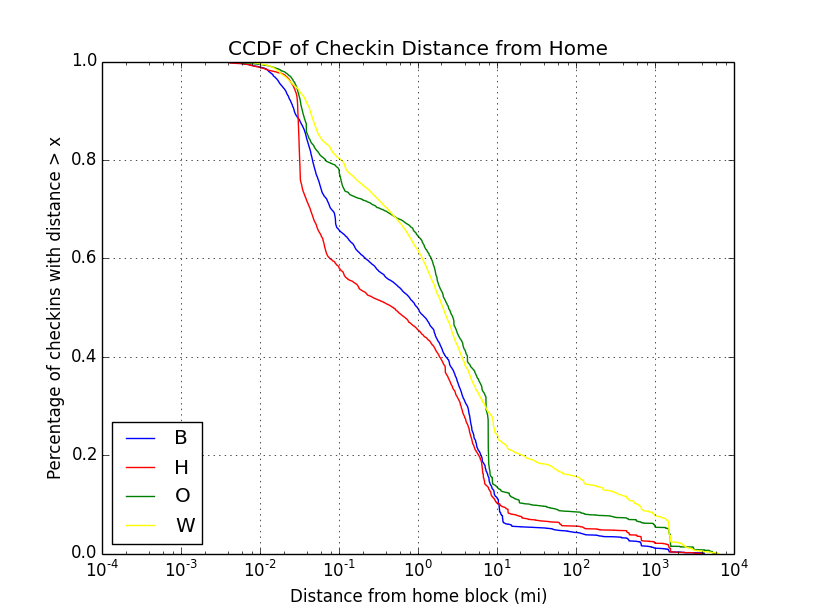 CCDF of Checkin Distance from Home
Percentage of checkins with distance > x
1.0
0.8
0.6
0.4
0.2
0.0
B
H
O
W
10^-4 10^-3 10^-2 10^-1 10^0 10^1 10^2 10^3 10^4
Distance from home block (mi)